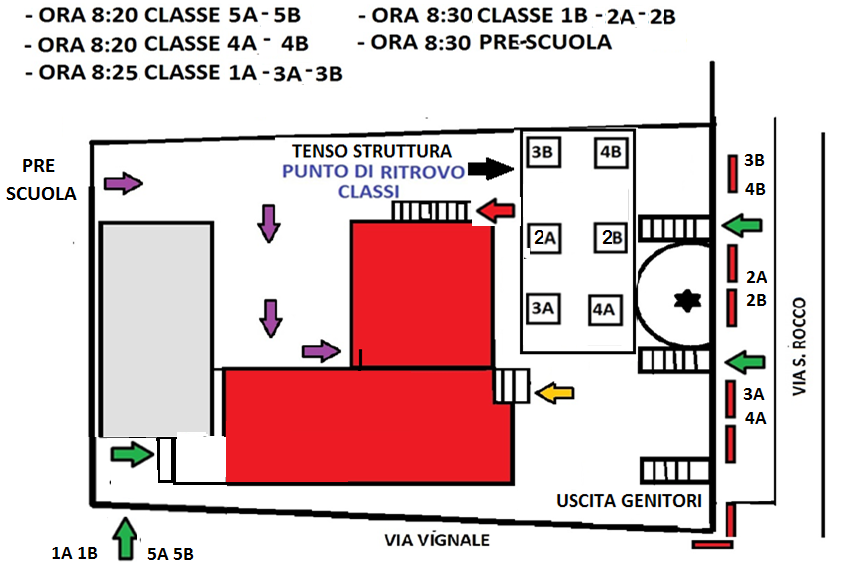 - ORA 8:20 CLASSE 5A - 5B
- ORA 8:20 CLASSE 4A - 4B
- ORA 8:25 CLASSE 1A - 3A - 3B
- ORA 8:30 CLASSE 1B - 2A - 2B
- ORA 8:30 PRE-SCUOLA
PRE
SCUOLA
TENSO STRUTTURA
PUNTO DI RITROVO
CLASSI
3B 4B
2A 2B
3A 4A
3B
4B
2A
2B
3A
4A
VIA S. ROCCO
USCITA GENITORI
VIA VIGNALE
1A 1B 5A 5B